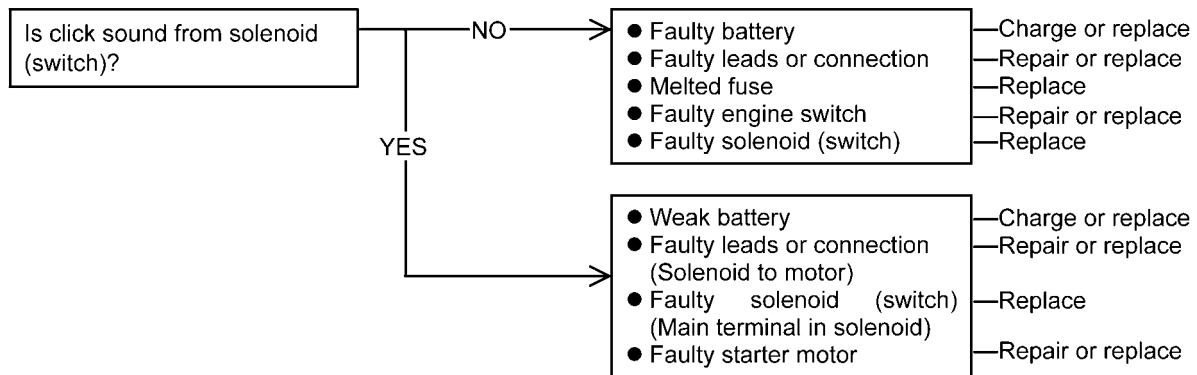 Is click sound from solenoid
(switch)?
NO
● Faulty battery
Charge or replace
● Faulty leads or connection
Repair or replace
● Melted fuse
Replace
● Faulty engine switch
Repair or replace
● Faulty solenoid (switch)
Replace
YES
● Weak battery
Charge or replace
● Faulty leads or connection
Repair or replace
(Solenoid to motor)
● Faulty solenoid (switch)
Replace
(Main terminal in solenoid)
● Faulty starter motor
Repair or replace